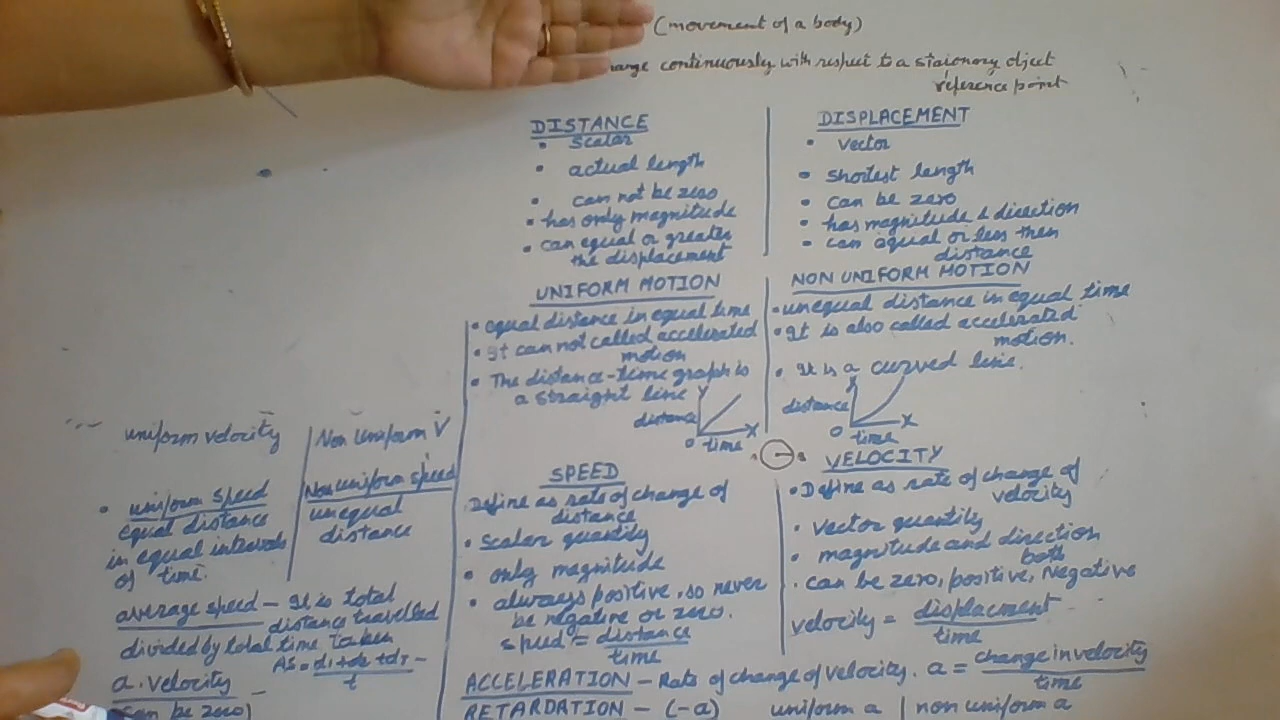 (movement of a body)
change continuously with respect to a stationary object
reference point
DISTANCE
• scalar
• actual length
• can not be zero
• has only magnitude
• can equal or greater
the displacement
DISPLACEMENT
• vector
• shortest length
• can be zero
• has magnitude & direction
• can equal or less then
distance
UNIFORM MOTION
• equal distance in equal time
• It can not called accelerated
motion
• The distance-time graph is
a straight line
Y
distance
O time X
NON UNIFORM MOTION
• unequal distance in equal time
• It is also called accelerated
motion.
• It is a curved line.
Y
distance
O time X
uniform velocity
• uniform speed
equal distance
in equal intervals
of time.
Non Uniform V
Non uniform speed
unequal
distance
average speed - It is total
distance travelled
divided by total time taken
AS = d1+d2+d
t
a. velocity -
can be zero)
SPEED
Define as rate of change of
distance
• Scalar quantity
• only magnitude
• always positive, so never
be negative or zero.
speed = distance
time
A B
VELOCITY
• Define as rate of change of
velocity
• vector quantity
• magnitude and direction
both
• can be zero, positive, Negative
velocity = displacment
time
ACCELERATION - Rate of change of velocity. a = change in velocity
time
RETARDATION - (-a) uniform a | non uniform a